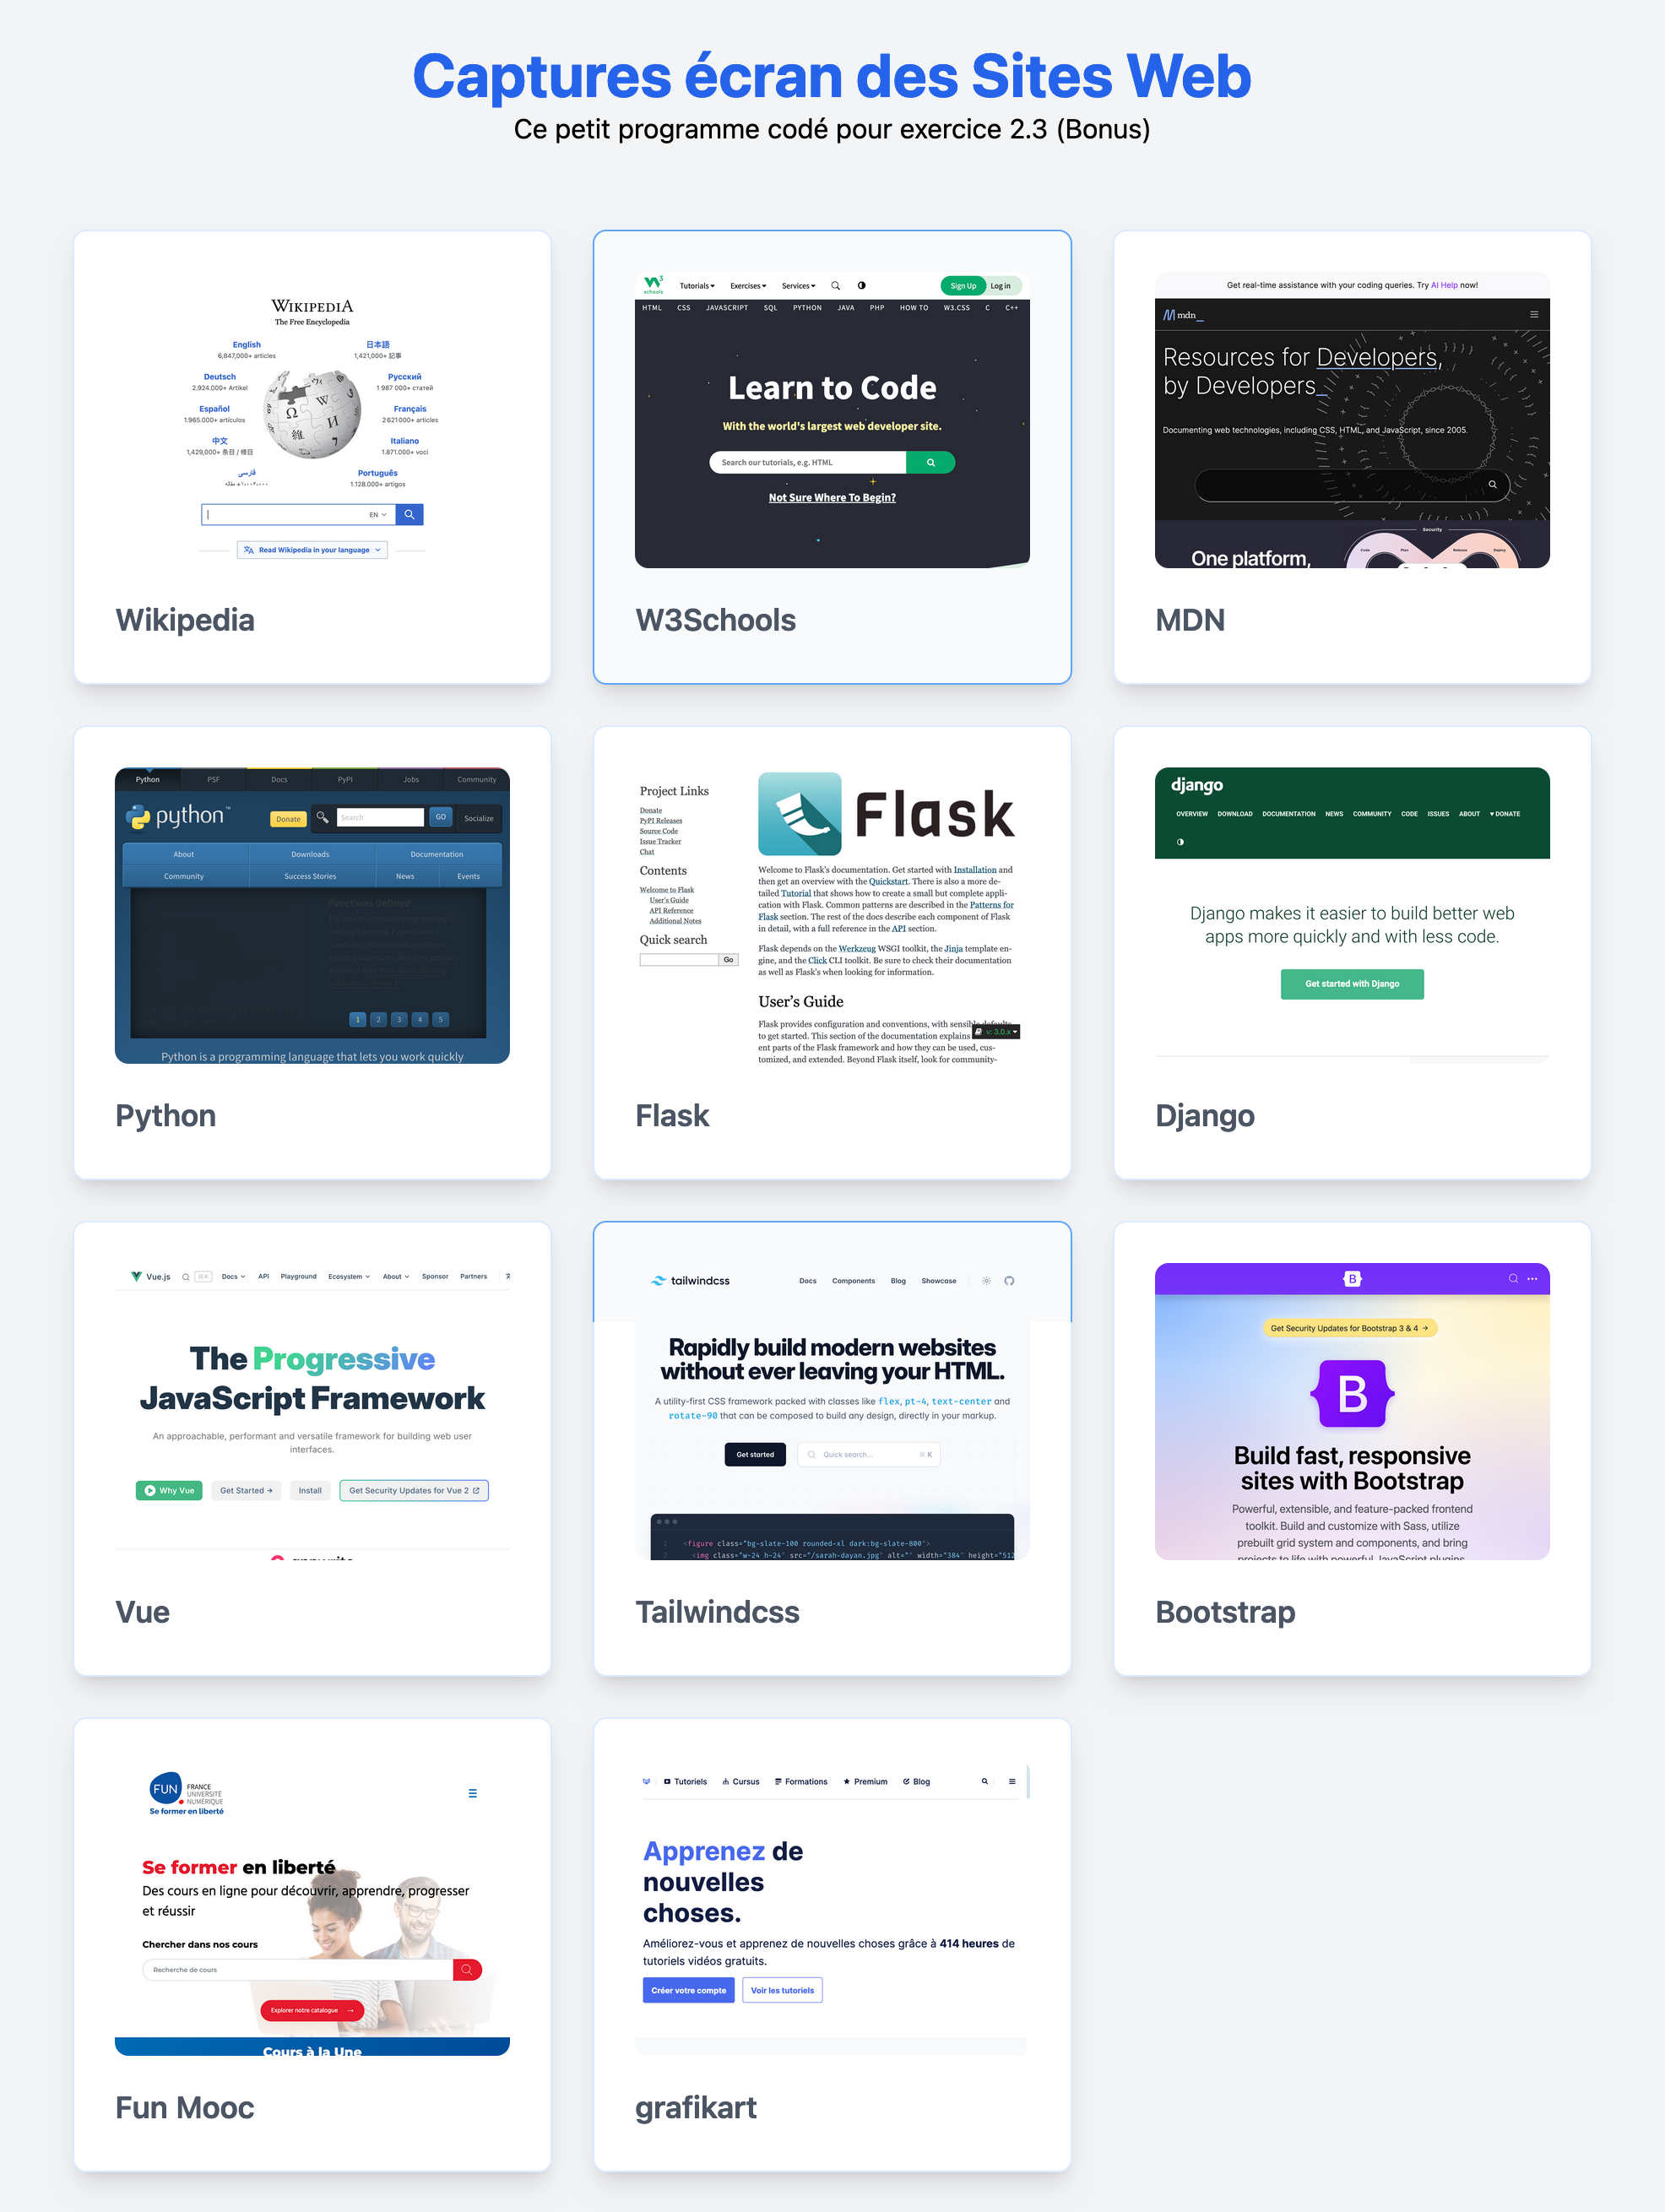 Captures écran des Sites Web
Ce petit programme codé pour exercice 2.3 (Bonus)
WIKIPEDIA
The Free Encyclopedia
English
6,847,000+ articles
日本語
1,421,000+ 記事
Deutsch
2.924.000+ Artikel
Русский
1 987 000+ статей
Español
1.965.000+ artículos
Français
2 621 000+ articles
中文
1,429,000+ 条目 / 條目
Italiano
1.871.000+ voci
فارسی
Português
1.128.000+ artigos
EN
Read Wikipedia in your language
Wikipedia
W3 schools
Tutorials Exercises Services Sign Up Log in
HTML CSS JAVASCRIPT SQL PYTHON JAVA PHP HOW TO W3.CSS C C++
Learn to Code
With the world's largest web developer site.
Search our tutorials, e.g. HTML
Not Sure Where To Begin?
W3Schools
Get real-time assistance with your coding queries. Try AI Help now!
mdn_
Resources for Developers,
by Developers_
Documenting web technologies, including CSS, HTML, and JavaScript, since 2005.
Security
Code Plan Release Deploy
One platform,
MDN
Python PSF Docs PyPI Jobs Community
python™
Donate Search GO Socialize
About Downloads Documentation
Community Success Stories News Events
Functions Defined
1 2 3 4 5
Python is a programming language that lets you work quickly
Python
Project Links
Donate
PyPI Releases
Source Code
Issue Tracker
Chat
Contents
Welcome to Flask
User's Guide
API Reference
Additional Notes
Quick search
Go
Flask
Welcome to Flask's documentation. Get started with Installation and
then get an overview with the Quickstart. There is also a more de-
tailed Tutorial that shows how to create a small but complete appli-
cation with Flask. Common patterns are described in the Patterns for
Flask section. The rest of the docs describe each component of Flask
in detail, with a full reference in the API section.
Flask depends on the Werkzeug WSGI toolkit, the Jinja template en-
gine, and the Click CLI toolkit. Be sure to check their documentation
as well as Flask's when looking for information.
User's Guide
Flask provides configuration and conventions, with sensible defaults,
to get started. This section of the documentation explains
v: 3.0.x
ent parts of the Flask framework and how they can be used, cus-
tomized, and extended. Beyond Flask itself, look for community-
Flask
django
OVERVIEW DOWNLOAD DOCUMENTATION NEWS COMMUNITY CODE ISSUES ABOUT ♥ DONATE
Django makes it easier to build better web
apps more quickly and with less code.
Get started with Django
Django
Vue.js ⌘ K Docs API Playground Ecosystem About Sponsor Partners
The Progressive
JavaScript Framework
An approachable, performant and versatile framework for building web user
interfaces.
Why Vue Get Started → Install Get Security Updates for Vue 2
appwrite
Vue
tailwindcss Docs Components Blog Showcase
Rapidly build modern websites
without ever leaving your HTML.
A utility-first CSS framework packed with classes like flex, pt-4, text-center and
rotate-90 that can be composed to build any design, directly in your markup.
Get started Quick search... ⌘ K
1 <figure class="bg-slate-100 rounded-xl dark:bg-slate-800">
2 <img class="w-24 h-24" src="/sarah-dayan.jpg" alt="" width="384" height="512
Tailwindcss
B
Get Security Updates for Bootstrap 3 & 4 →
B
Build fast, responsive
sites with Bootstrap
Powerful, extensible, and feature-packed frontend
toolkit. Build and customize with Sass, utilize
prebuilt grid system and components, and bring
projects to life with powerful JavaScript plugins.
Bootstrap
FUN FRANCE
UNIVERSITÉ
NUMÉRIQUE
Se former en liberté
Se former en liberté
Des cours en ligne pour découvrir, apprendre, progresser
et réussir
Chercher dans nos cours
Recherche de cours
Explorer notre catalogue →
Cours à la Une
Fun Mooc
Tutoriels Cursus Formations Premium Blog
Apprenez de
nouvelles
choses.
Améliorez-vous et apprenez de nouvelles choses grâce à 414 heures de
tutoriels vidéos gratuits.
Créer votre compte Voir les tutoriels
grafikart